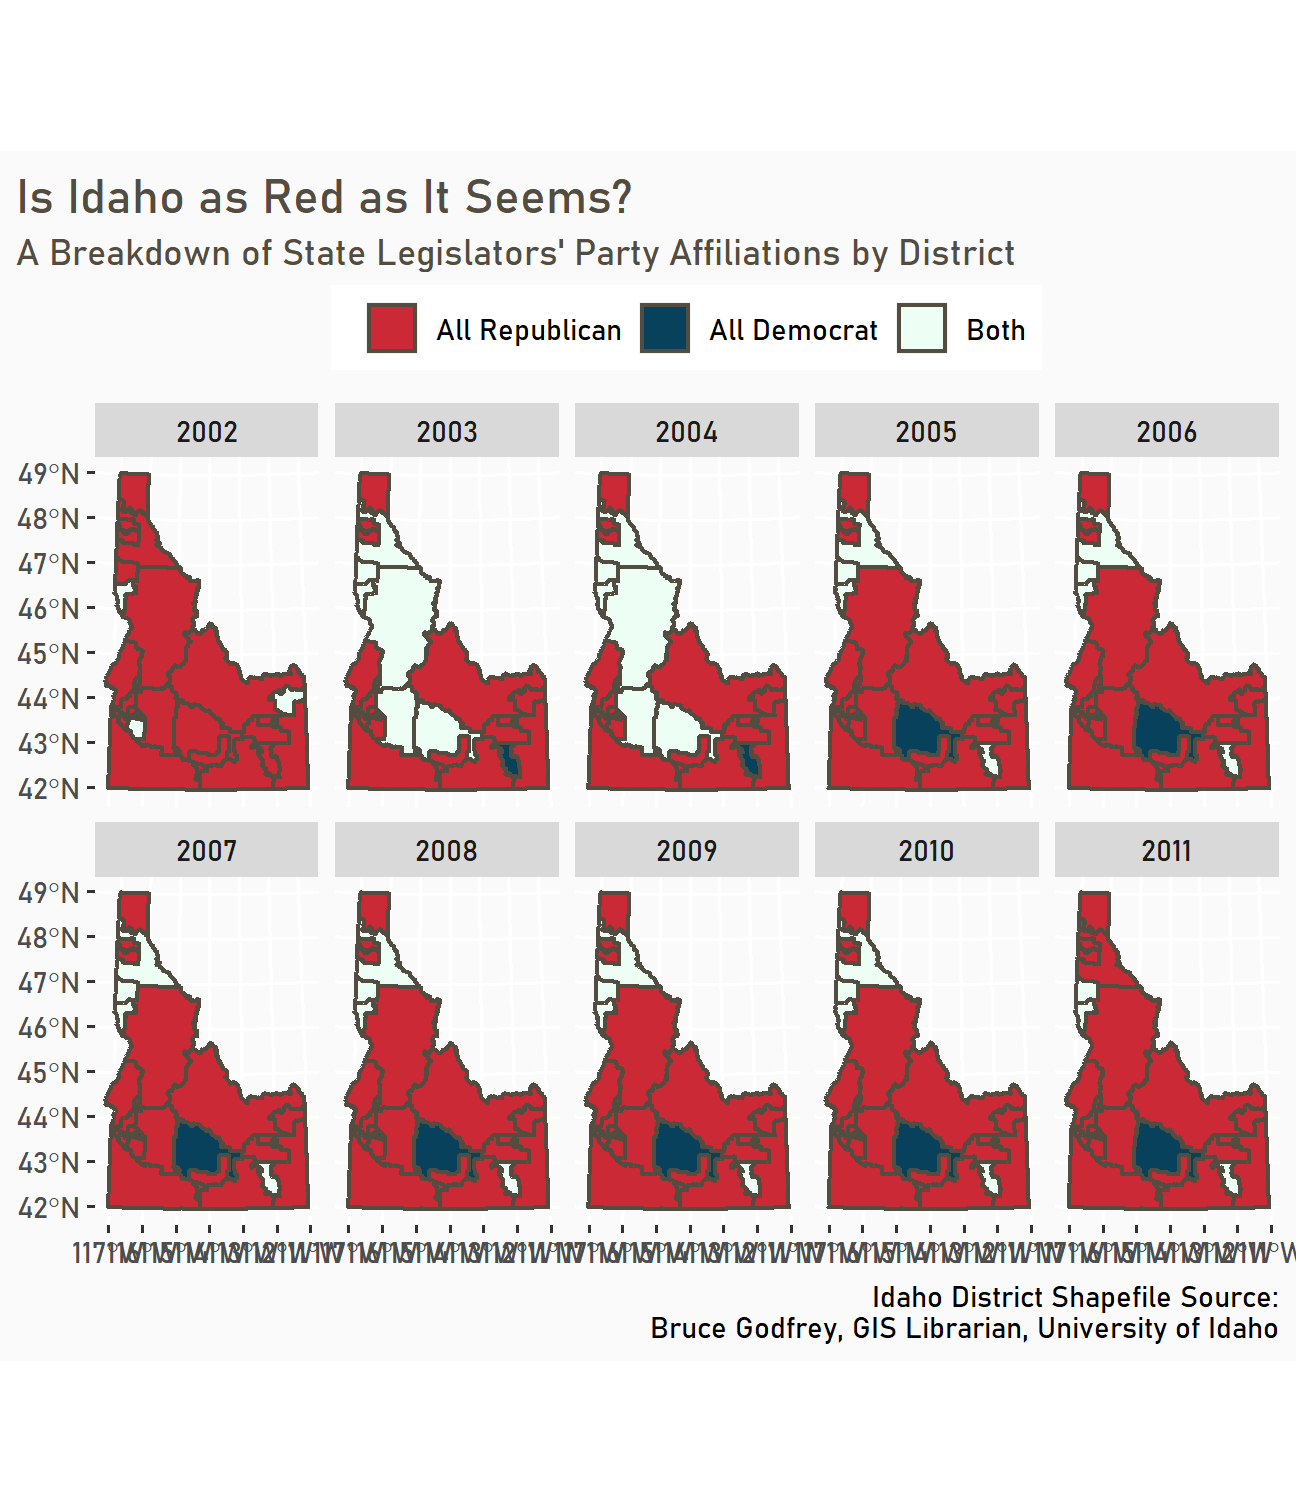 Is Idaho as Red as It Seems?
A Breakdown of State Legislators' Party Affiliations by District
All Republican All Democrat Both
2002 2003 2004 2005 2006
49°N
48°N
47°N
46°N
45°N
44°N
43°N
42°N
2007 2008 2009 2010 2011
49°N
48°N
47°N
46°N
45°N
44°N
43°N
42°N
Idaho District Shapefile Source:
Bruce Godfrey, GIS Librarian, University of Idaho